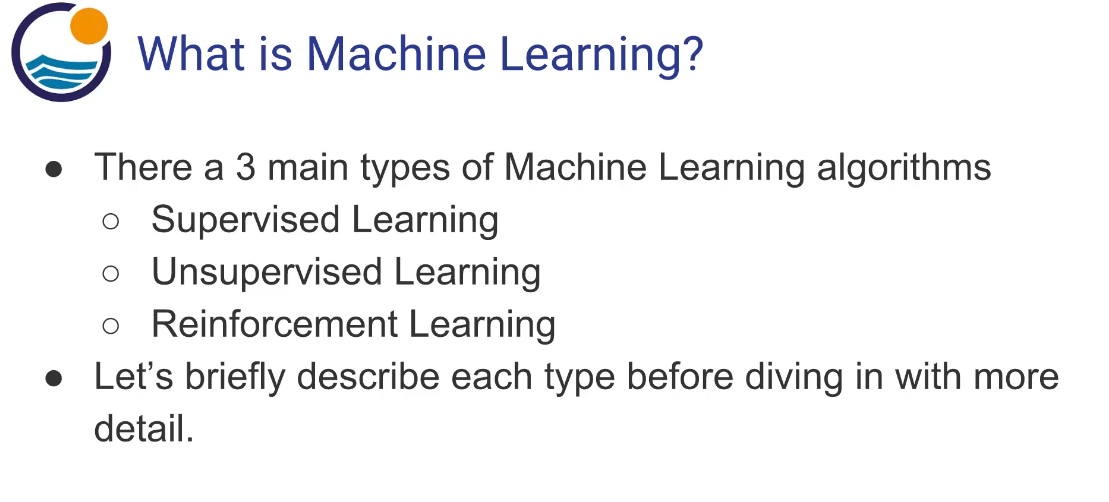 What is Machine Learning?
● There a 3 main types of Machine Learning algorithms
○ Supervised Learning
○ Unsupervised Learning
○ Reinforcement Learning
● Let’s briefly describe each type before diving in with more
detail.